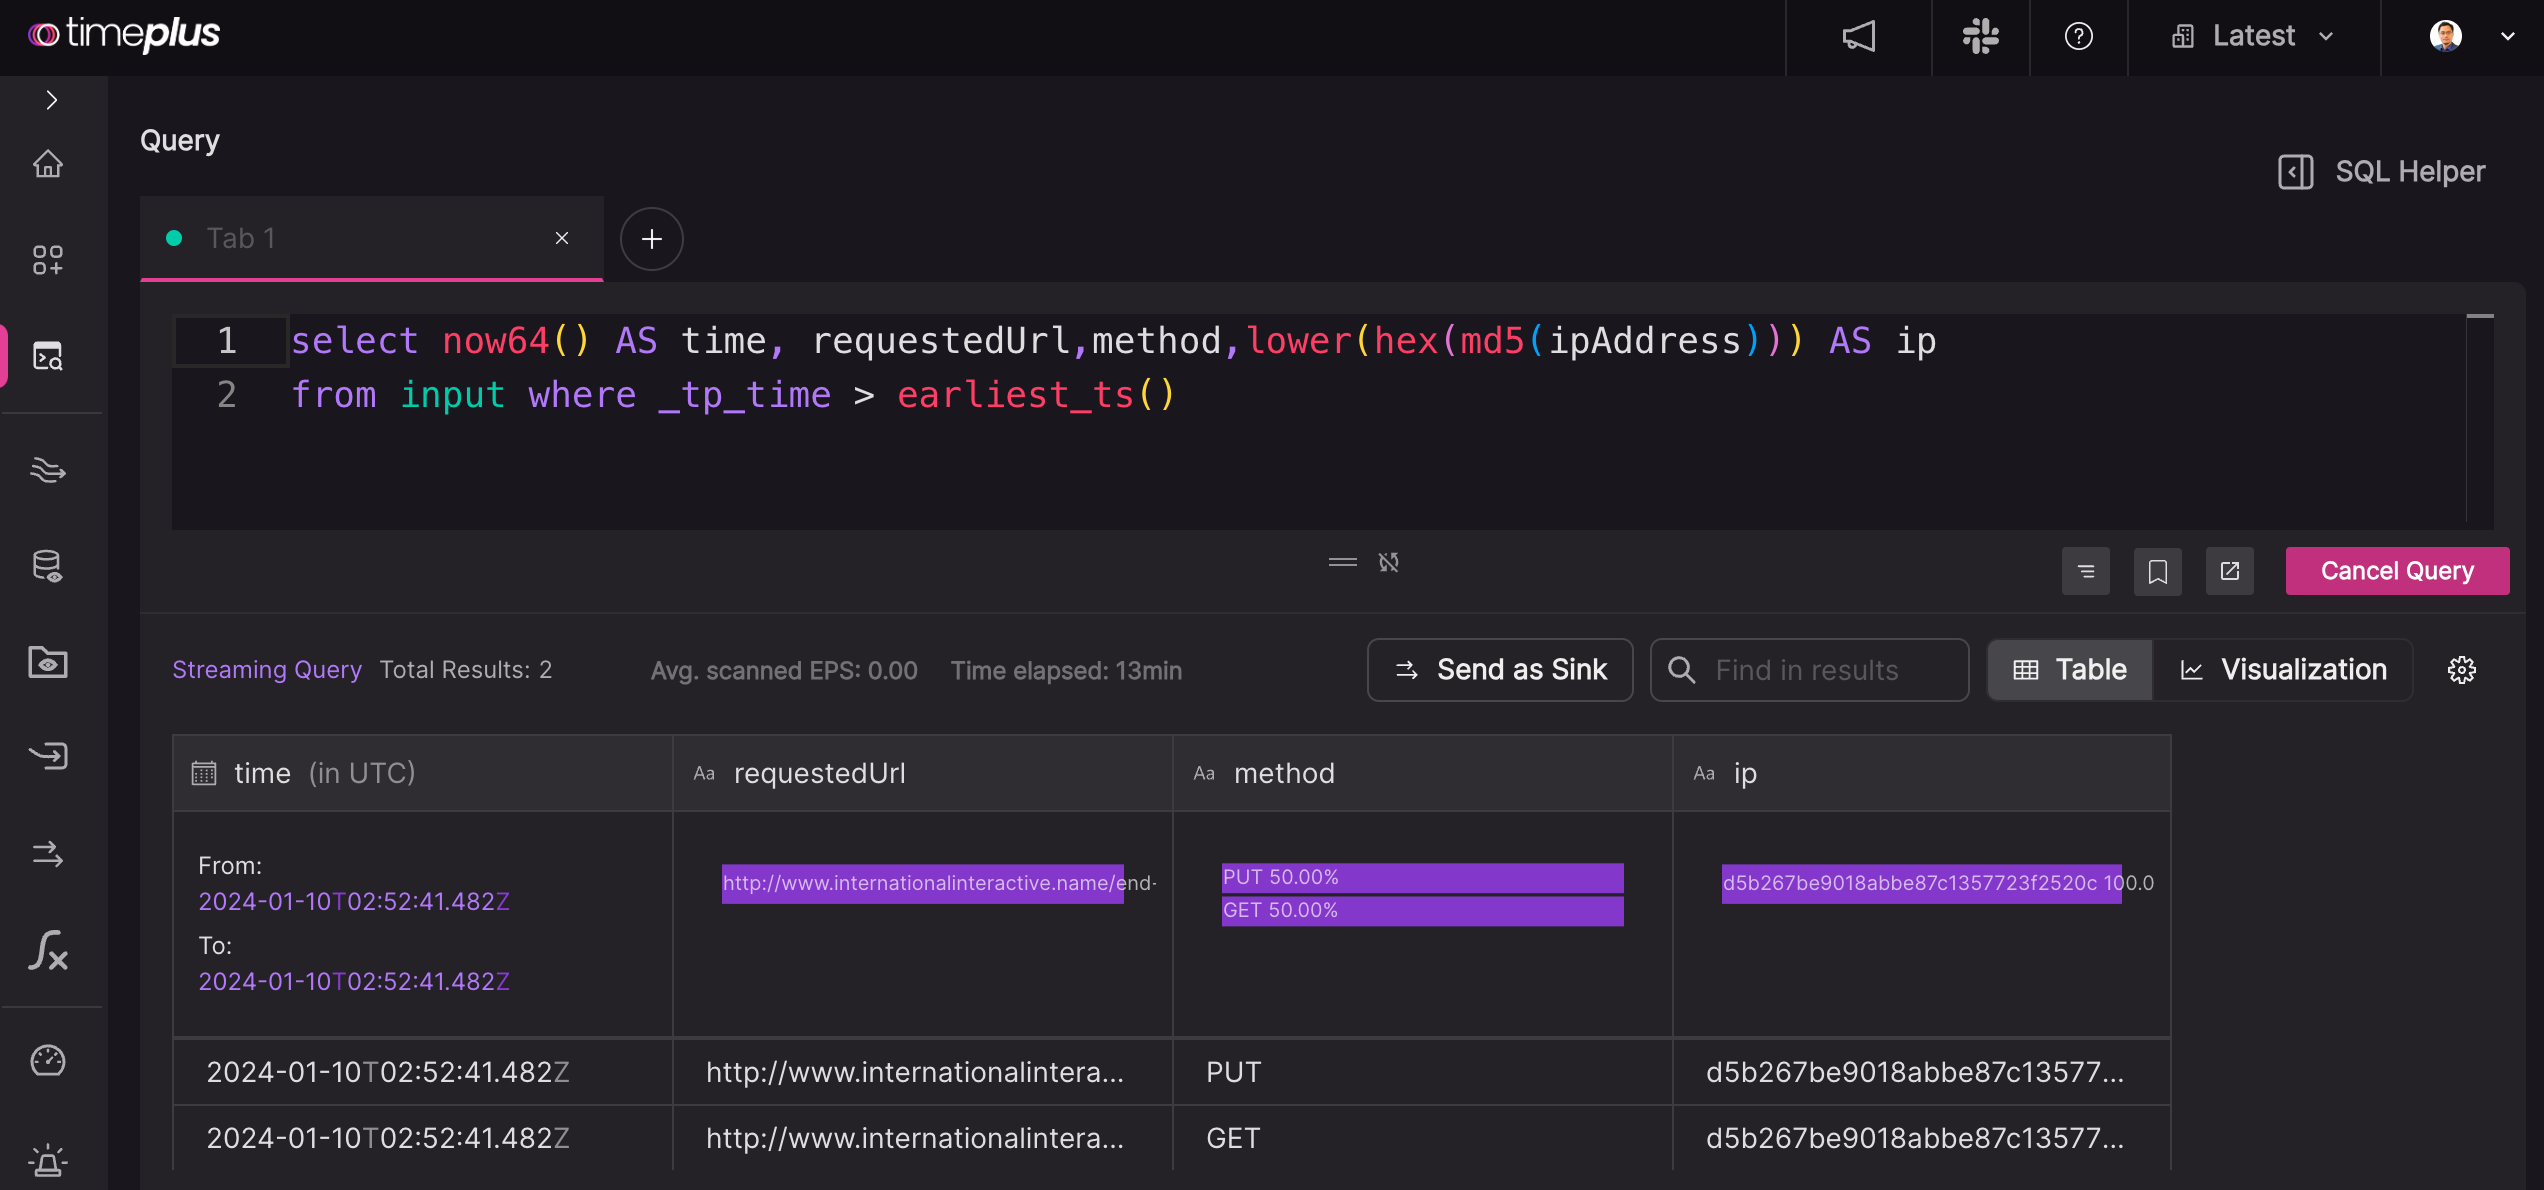 timeplus
Latest
Query
SQL Helper
Tab 1
1 select now64() AS time, requestedUrl,method,lower(hex(md5(ipAddress))) AS ip
2 from input where _tp_time > earliest_ts()
Cancel Query
Streaming Query Total Results: 2 Avg. scanned EPS: 0.00 Time elapsed: 13min Send as Sink Find in results Table Visualization
time (in UTC) Aa requestedUrl Aa method Aa ip
From:
2024-01-10T02:52:41.482Z
To:
2024-01-10T02:52:41.482Z
http://www.internationalinteractive.name/end-
PUT 50.00%
GET 50.00%
d5b267be9018abbe87c1357723f2520c 100.0
2024-01-10T02:52:41.482Z http://www.internationalintera... PUT d5b267be9018abbe87c13577...
2024-01-10T02:52:41.482Z http://www.internationalintera... GET d5b267be9018abbe87c13577...